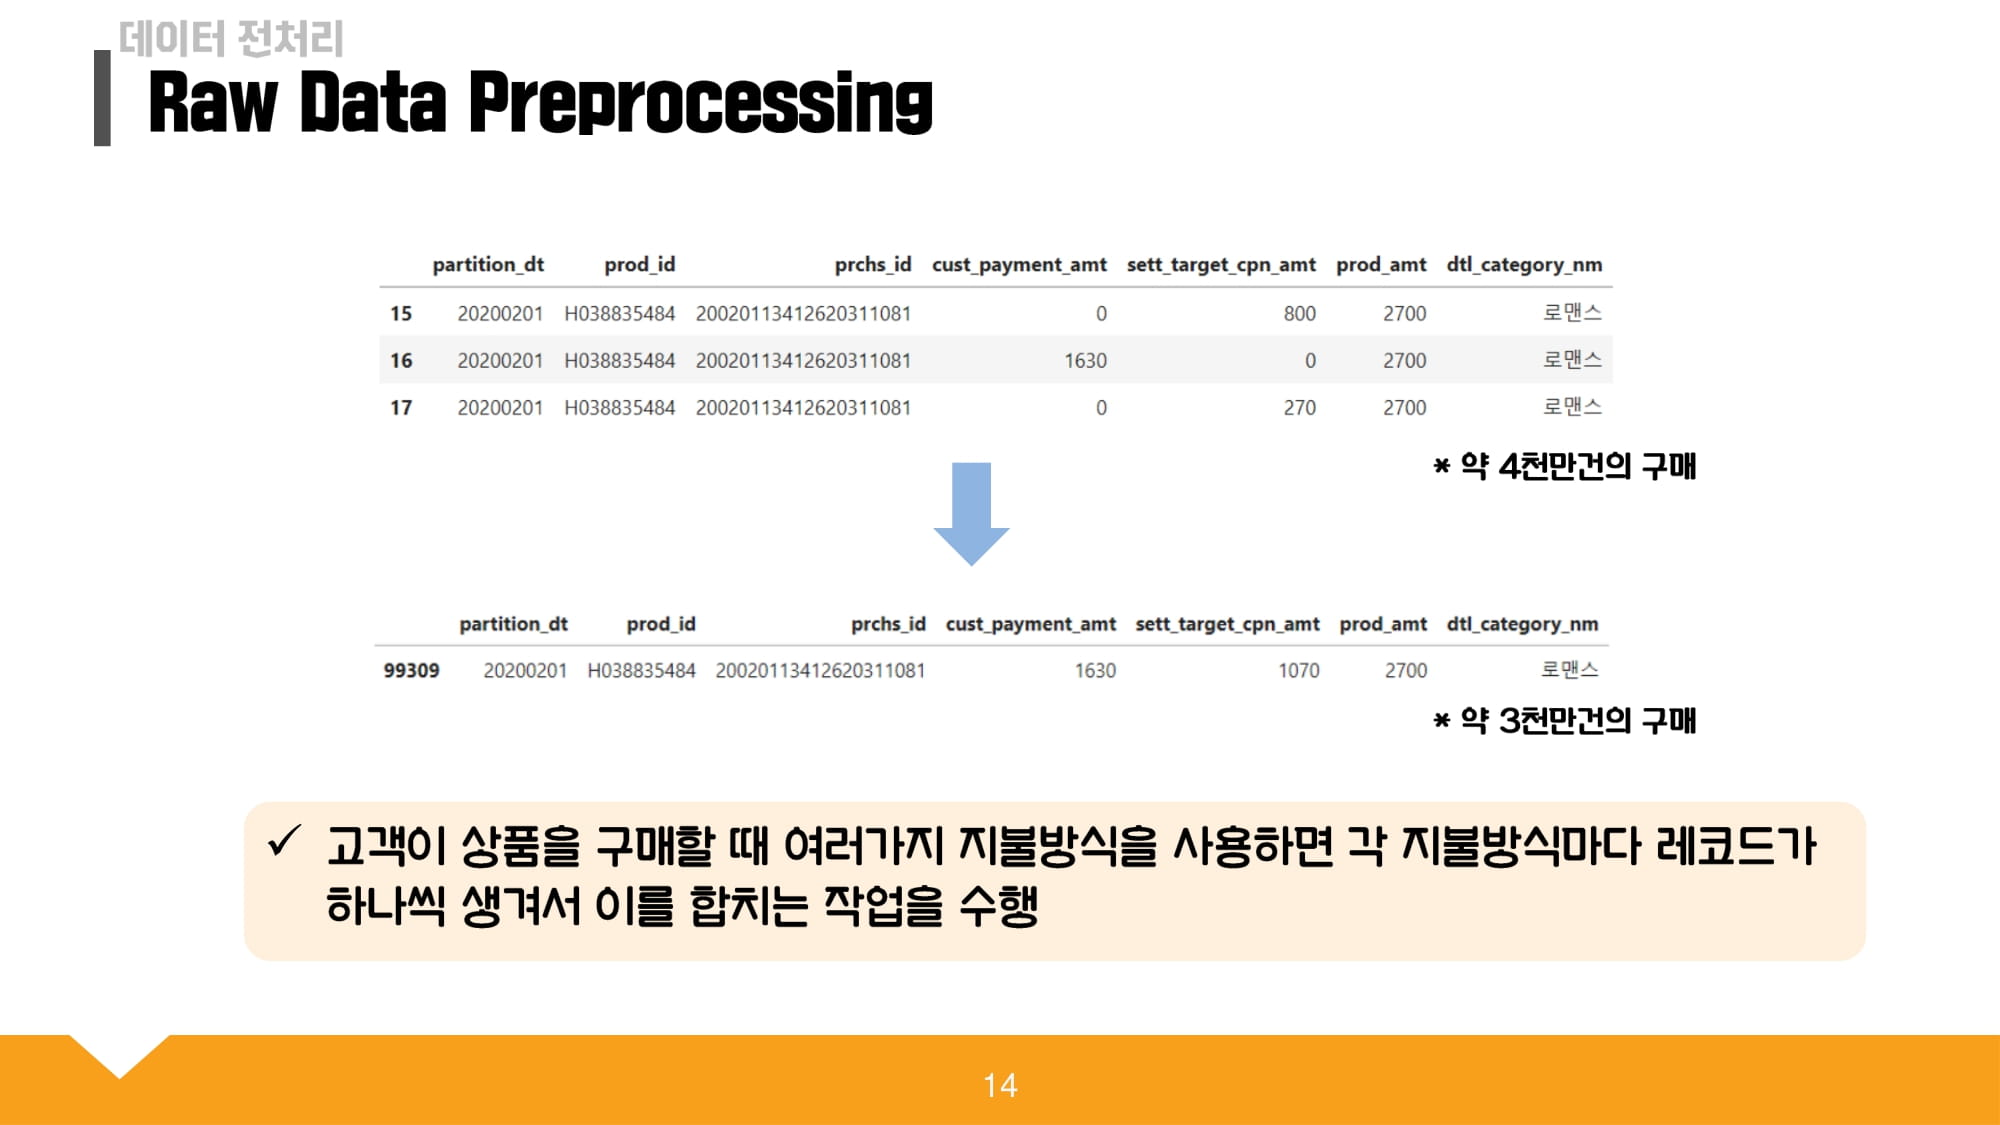 데이터 전처리
Raw Data Preprocessing
partition_dt prod_id prchs_id cust_payment_amt sett_target_cpn_amt prod_amt dtl_category_nm
15 20200201 H038835484 20020113412620311081 0 800 2700 로맨스
16 20200201 H038835484 20020113412620311081 1630 0 2700 로맨스
17 20200201 H038835484 20020113412620311081 0 270 2700 로맨스
* 약 4천만건의 구매
partition_dt prod_id prchs_id cust_payment_amt sett_target_cpn_amt prod_amt dtl_category_nm
99309 20200201 H038835484 20020113412620311081 1630 1070 2700 로맨스
* 약 3천만건의 구매
✓ 고객이 상품을 구매할 때 여러가지 지불방식을 사용하면 각 지불방식마다 레코드가
하나씩 생겨서 이를 합치는 작업을 수행
14